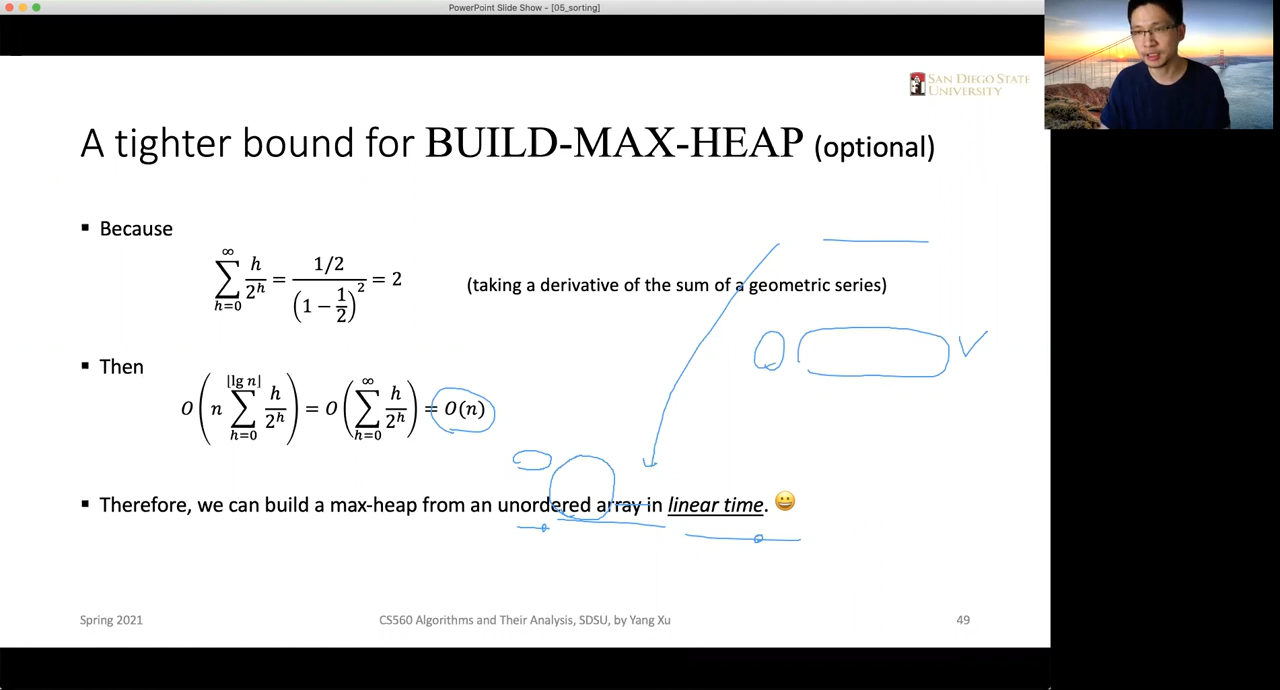 PowerPoint Slide Show - [05_sorting]
SAN DIEGO STATE
UNIVERSITY
A tighter bound for BUILD-MAX-HEAP (optional)
▪ Because
∑_{h=0}^{∞} h/2^h = (1/2)/(1 − 1/2)^2 = 2 (taking a derivative of the sum of a geometric series)
▪ Then
O(n ∑_{h=0}^{⌊lg n⌋} h/2^h) = O(∑_{h=0}^{∞} h/2^h) = O(n)
▪ Therefore, we can build a max-heap from an unordered array in linear time. 😀
Spring 2021 CS560 Algorithms and Their Analysis, SDSU, by Yang Xu 49